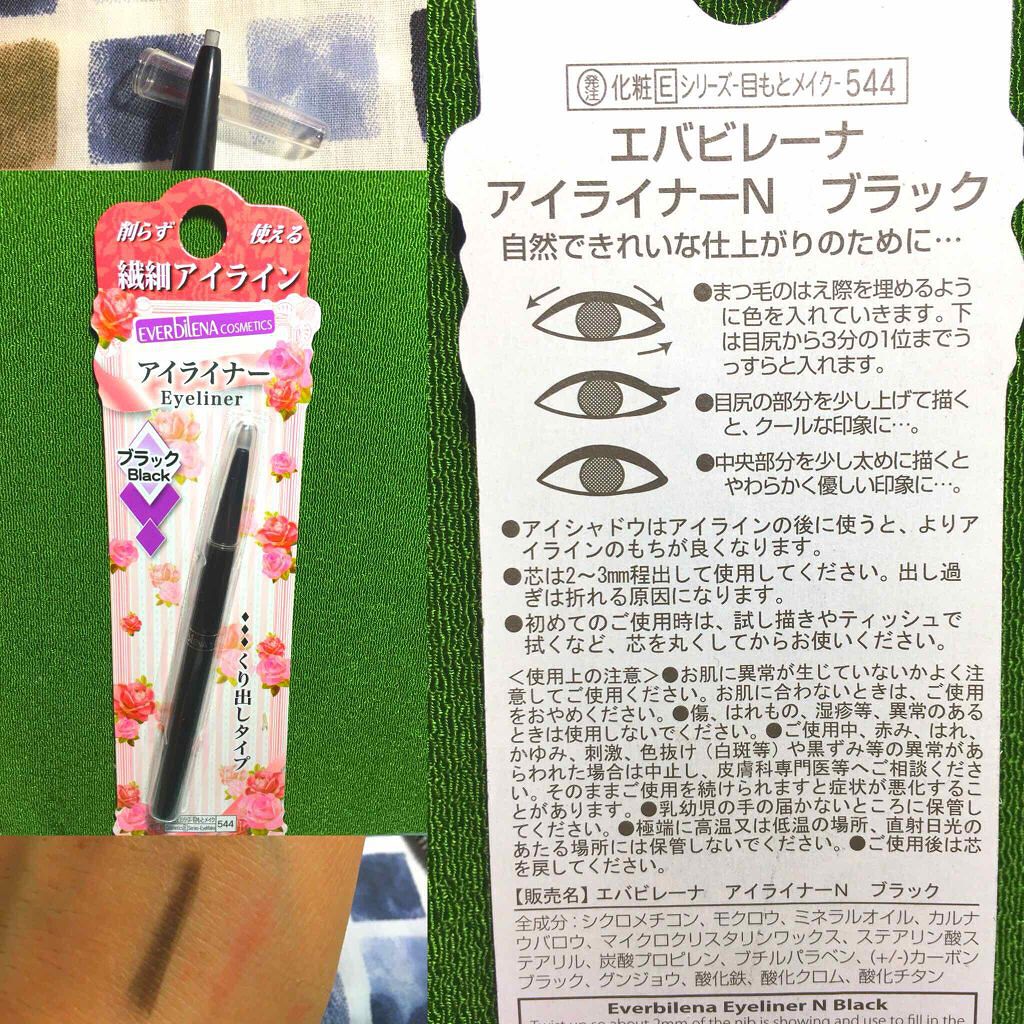 削らず 使える
繊細アイライン
EVERbilENA COSMETICS
アイライナー
Eyeliner
ブラック
Black
くり出しタイプ
544
発注 化粧 E シリーズ-目もとメイク-544
エバビレーナ
アイライナーN ブラック
自然できれいな仕上がりのために…
●まつ毛のはえ際を埋めるよう
に色を入れていきます。下
は目尻から3分の1位までう
っすらと入れます。
●目尻の部分を少し上げて描く
と、クールな印象に…。
●中央部分を少し太めに描くと
やわらかく優しい印象に…。
●アイシャドウはアイラインの後に使うと、よりア
イラインのもちが良くなります。
●芯は2～3mm程出して使用してください。出し過
ぎは折れる原因になります。
●初めてのご使用時は、試し描きやティッシュで
拭くなど、芯を丸くしてからお使いください。
＜使用上の注意＞●お肌に異常が生じていないかよく注
意してご使用ください。お肌に合わないときは、ご使用
をおやめください。●傷、はれもの、湿疹等、異常のある
ときは使用しないでください。●ご使用中、赤み、はれ、
かゆみ、刺激、色抜け（白斑等）や黒ずみ等の異常があ
らわれた場合は中止し、皮膚科専門医等へご相談くださ
い。そのままご使用を続けられますと症状が悪化するこ
とがあります。●乳幼児の手の届かないところに保管し
てください。●極端に高温又は低温の場所、直射日光の
あたる場所には保管しないでください。●ご使用後は芯
を戻してください。
【販売名】エバビレーナ アイライナーN ブラック
全成分：シクロメチコン、モクロウ、ミネラルオイル、カルナ
ウバロウ、マイクロクリスタリンワックス、ステアリン酸ス
テアリル、炭酸プロピレン、ブチルパラベン、(+/-)カーボン
ブラック、グンジョウ、酸化鉄、酸化クロム、酸化チタン
Everbilena Eyeliner N Black
Twist up so about 2mm of the nib is showing and use to fill in the